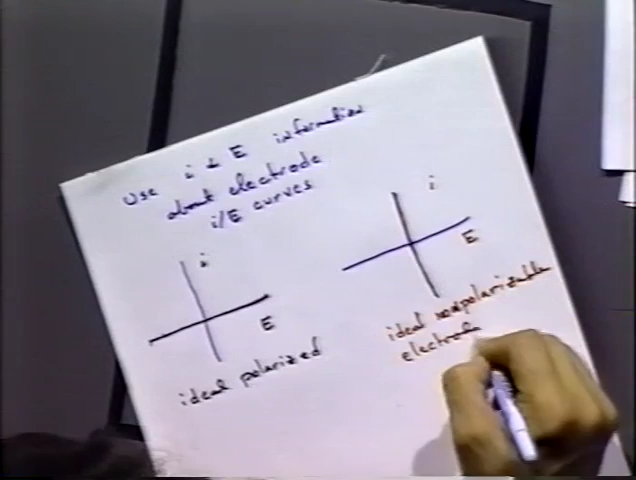 use i & E information
about electrode
i/E curves
i
E
ideal polarized
i
E
ideal nonpolarizable
electrode